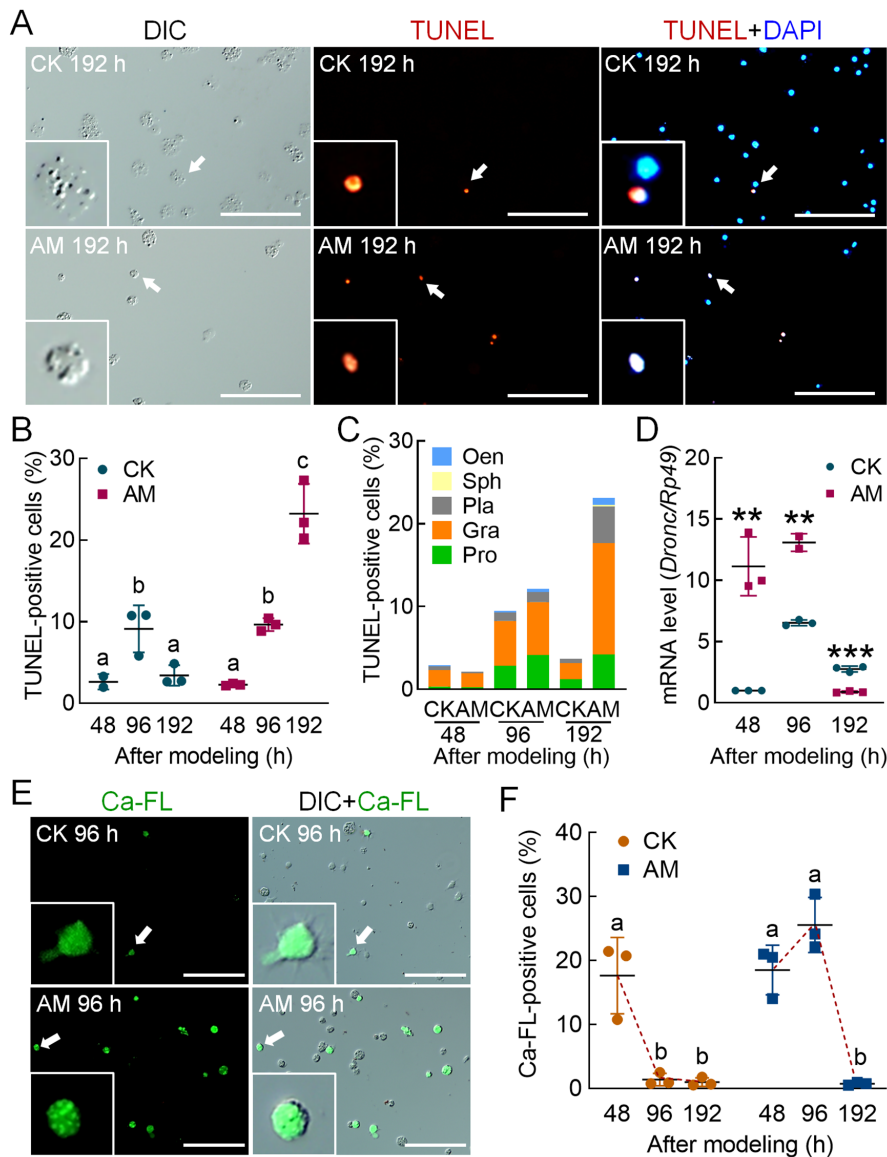 A
DIC
TUNEL
TUNEL+DAPI
CK 192 h
CK 192 h
CK 192 h
AM 192 h
AM 192 h
AM 192 h
B
TUNEL-positive cells (%)
30
20
10
0
CK
AM
a
b
a
a
b
c
48 96 192 48 96 192
After modeling (h)
C
TUNEL-positive cells (%)
30
20
10
0
Oen
Sph
Pla
Gra
Pro
CKAM CKAM CKAM
48 96 192
After modeling (h)
D
mRNA level (Dronc/Rp49)
20
15
10
5
0
CK
AM
**
**
***
48 96 192
After modeling (h)
E
Ca-FL
DIC+Ca-FL
CK 96 h
CK 96 h
AM 96 h
AM 96 h
F
Ca-FL-positive cells (%)
40
30
20
10
0
CK
AM
a
b
b
a
a
b
48 96 192 48 96 192
After modeling (h)